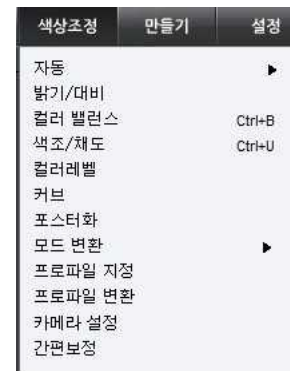 색상조정 만들기 설정
자동
밝기/대비
컬러 밸런스 Ctrl+B
색조/채도 Ctrl+U
컬러레벨
커브
포스터화
모드 변환
프로파일 지정
프로파일 변환
카메라 설정
간편보정